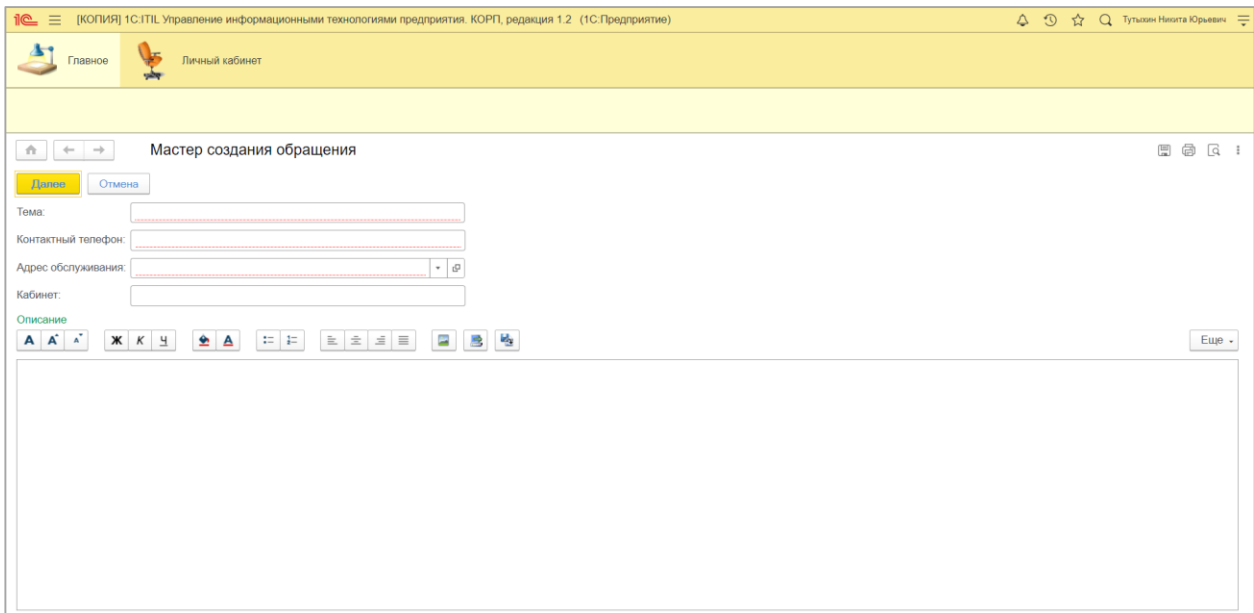 [КОПИЯ] 1С:ITIL Управление информационными технологиями предприятия. КОРП, редакция 1.2 (1С:Предприятие) Тутыхин Никита Юрьевич
Главное Личный кабинет
Мастер создания обращения
Далее Отмена
Тема:
Контактный телефон:
Адрес обслуживания:
Кабинет:
Описание
А А А Ж К Ч А Еще